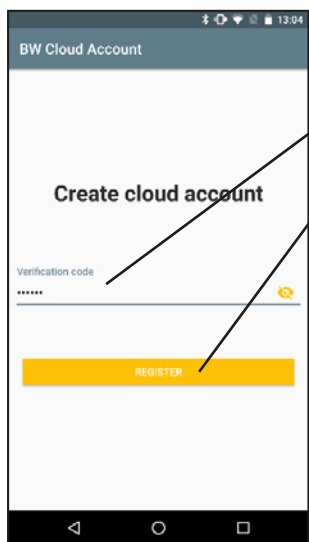 13:04
BW Cloud Account
Create cloud account
Verification code
••••••
REGISTER